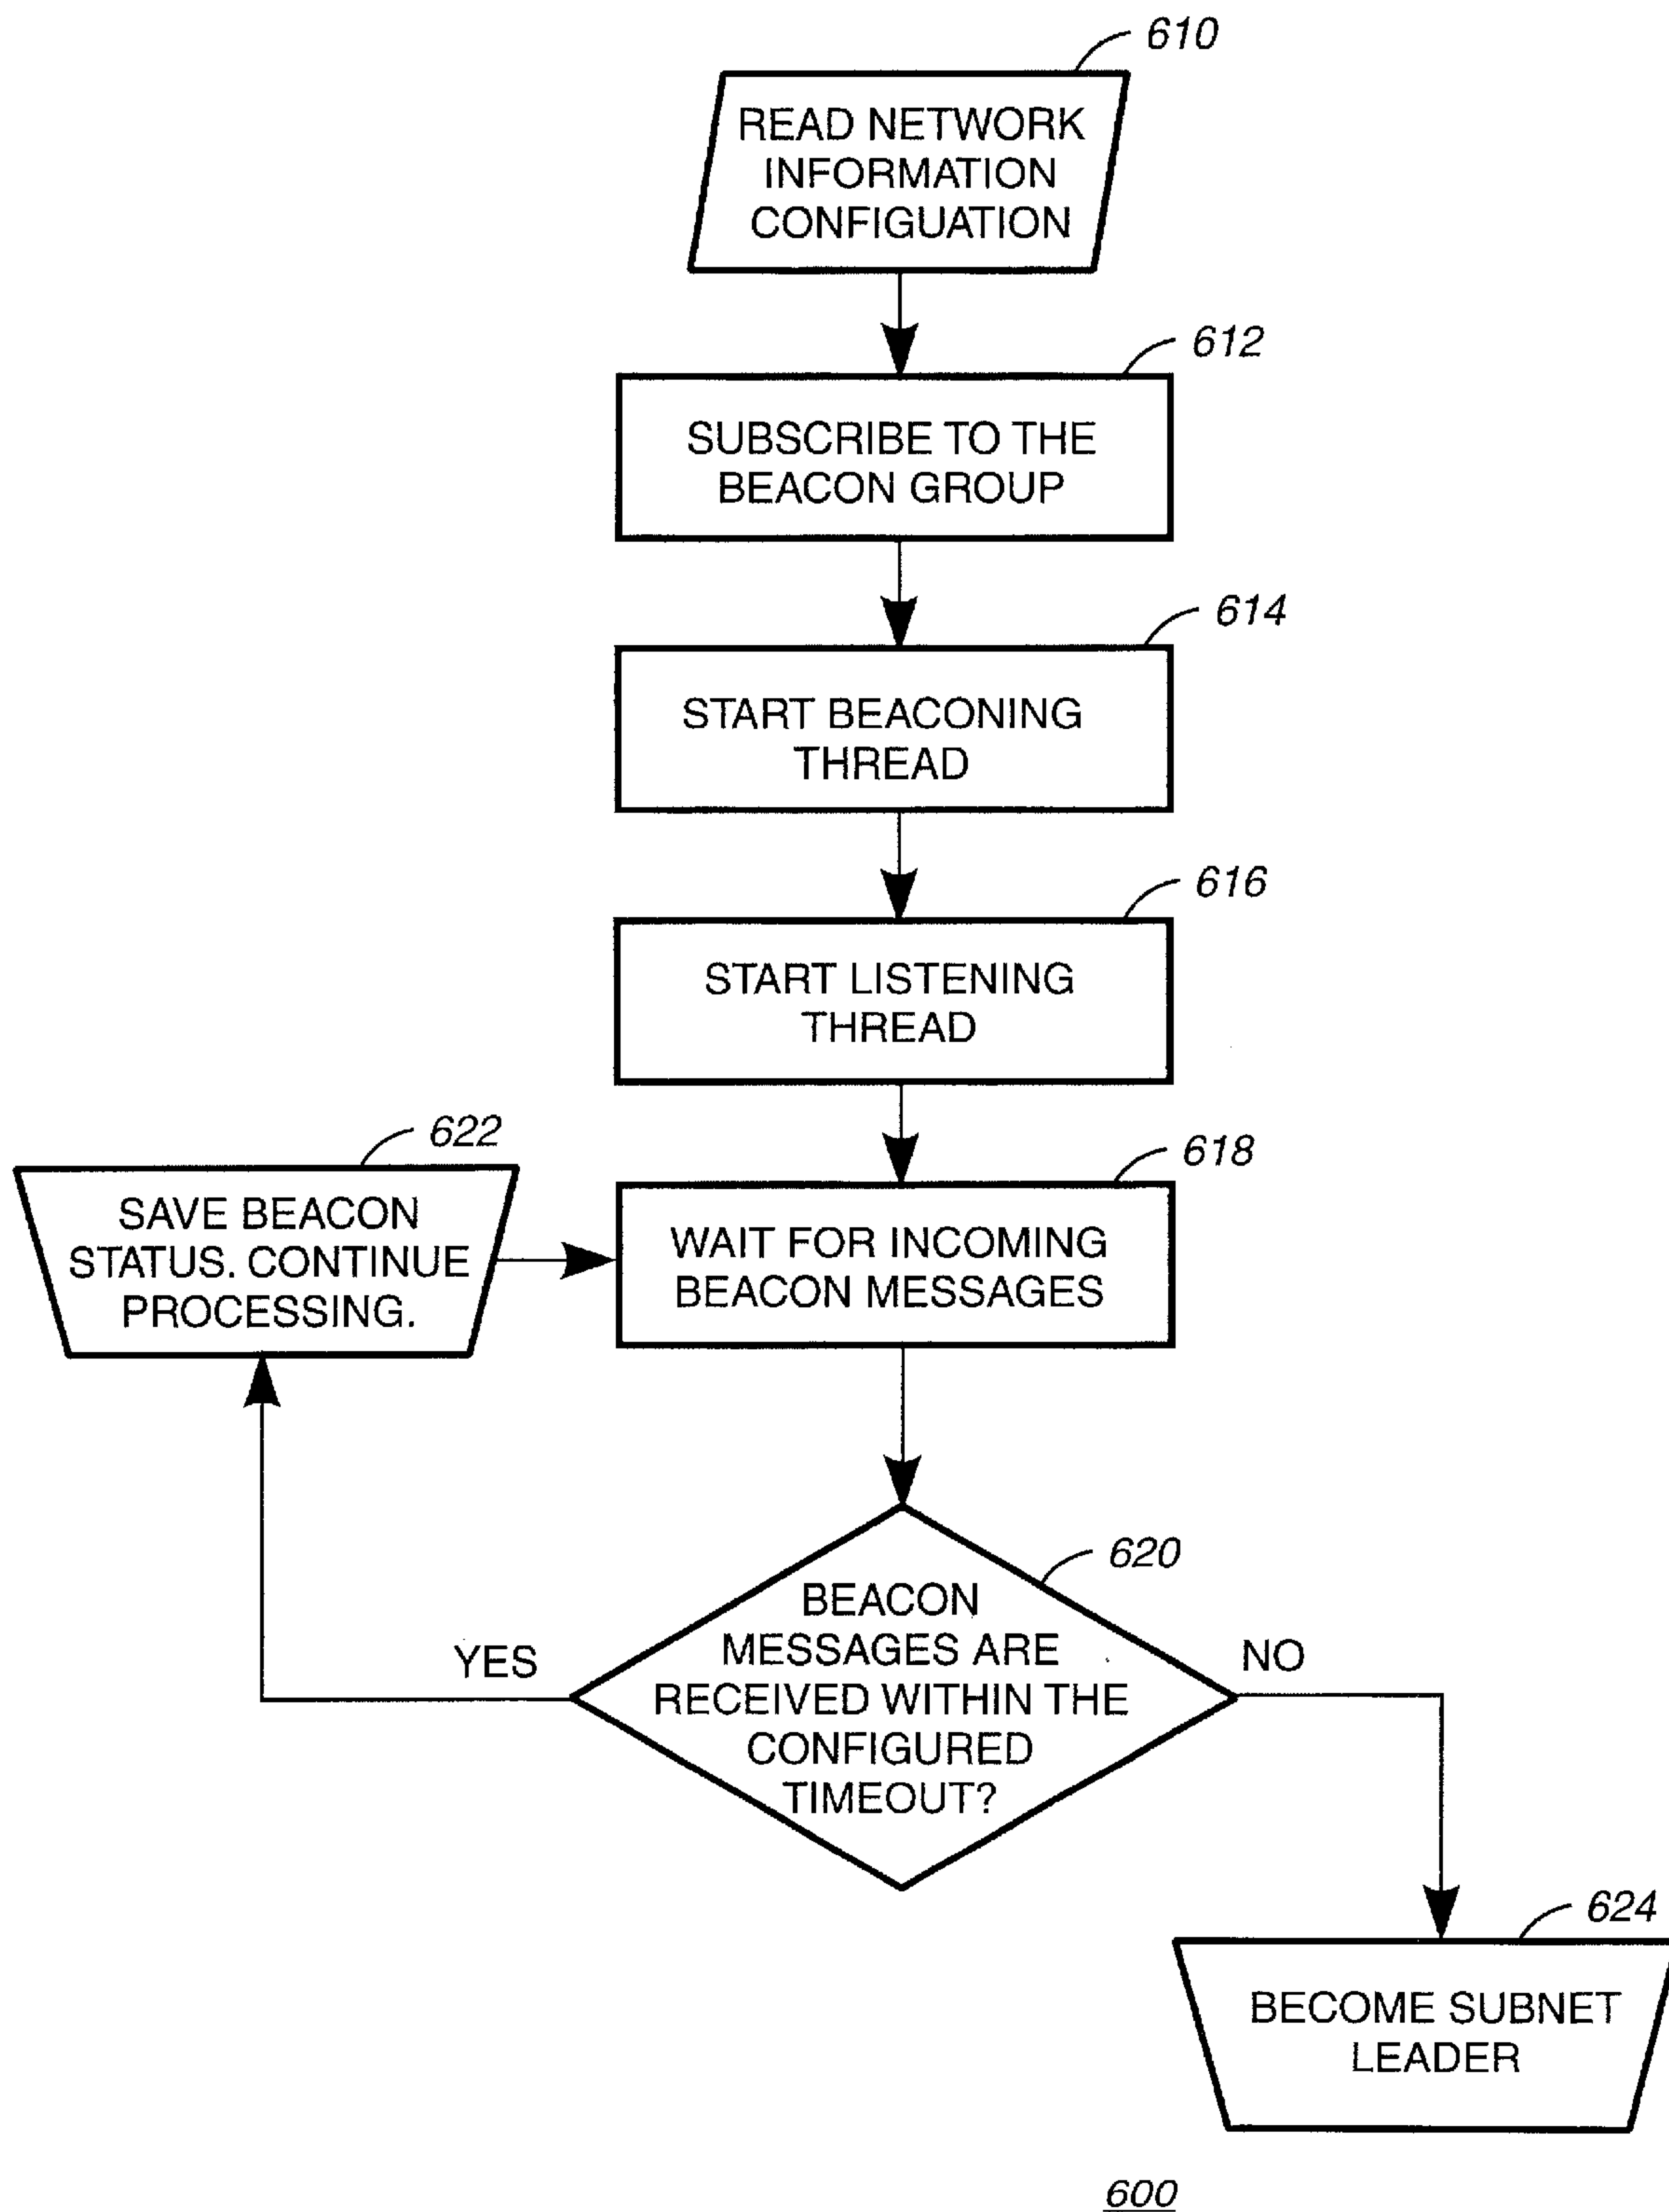 610
READ NETWORK
INFORMATION
CONFIGUATION
612
SUBSCRIBE TO THE
BEACON GROUP
614
START BEACONING
THREAD
616
START LISTENING
THREAD
622
SAVE BEACON
STATUS. CONTINUE
PROCESSING.
618
WAIT FOR INCOMING
BEACON MESSAGES
620
BEACON
MESSAGES ARE
RECEIVED WITHIN THE
CONFIGURED
TIMEOUT?
YES
NO
624
BECOME SUBNET
LEADER
600